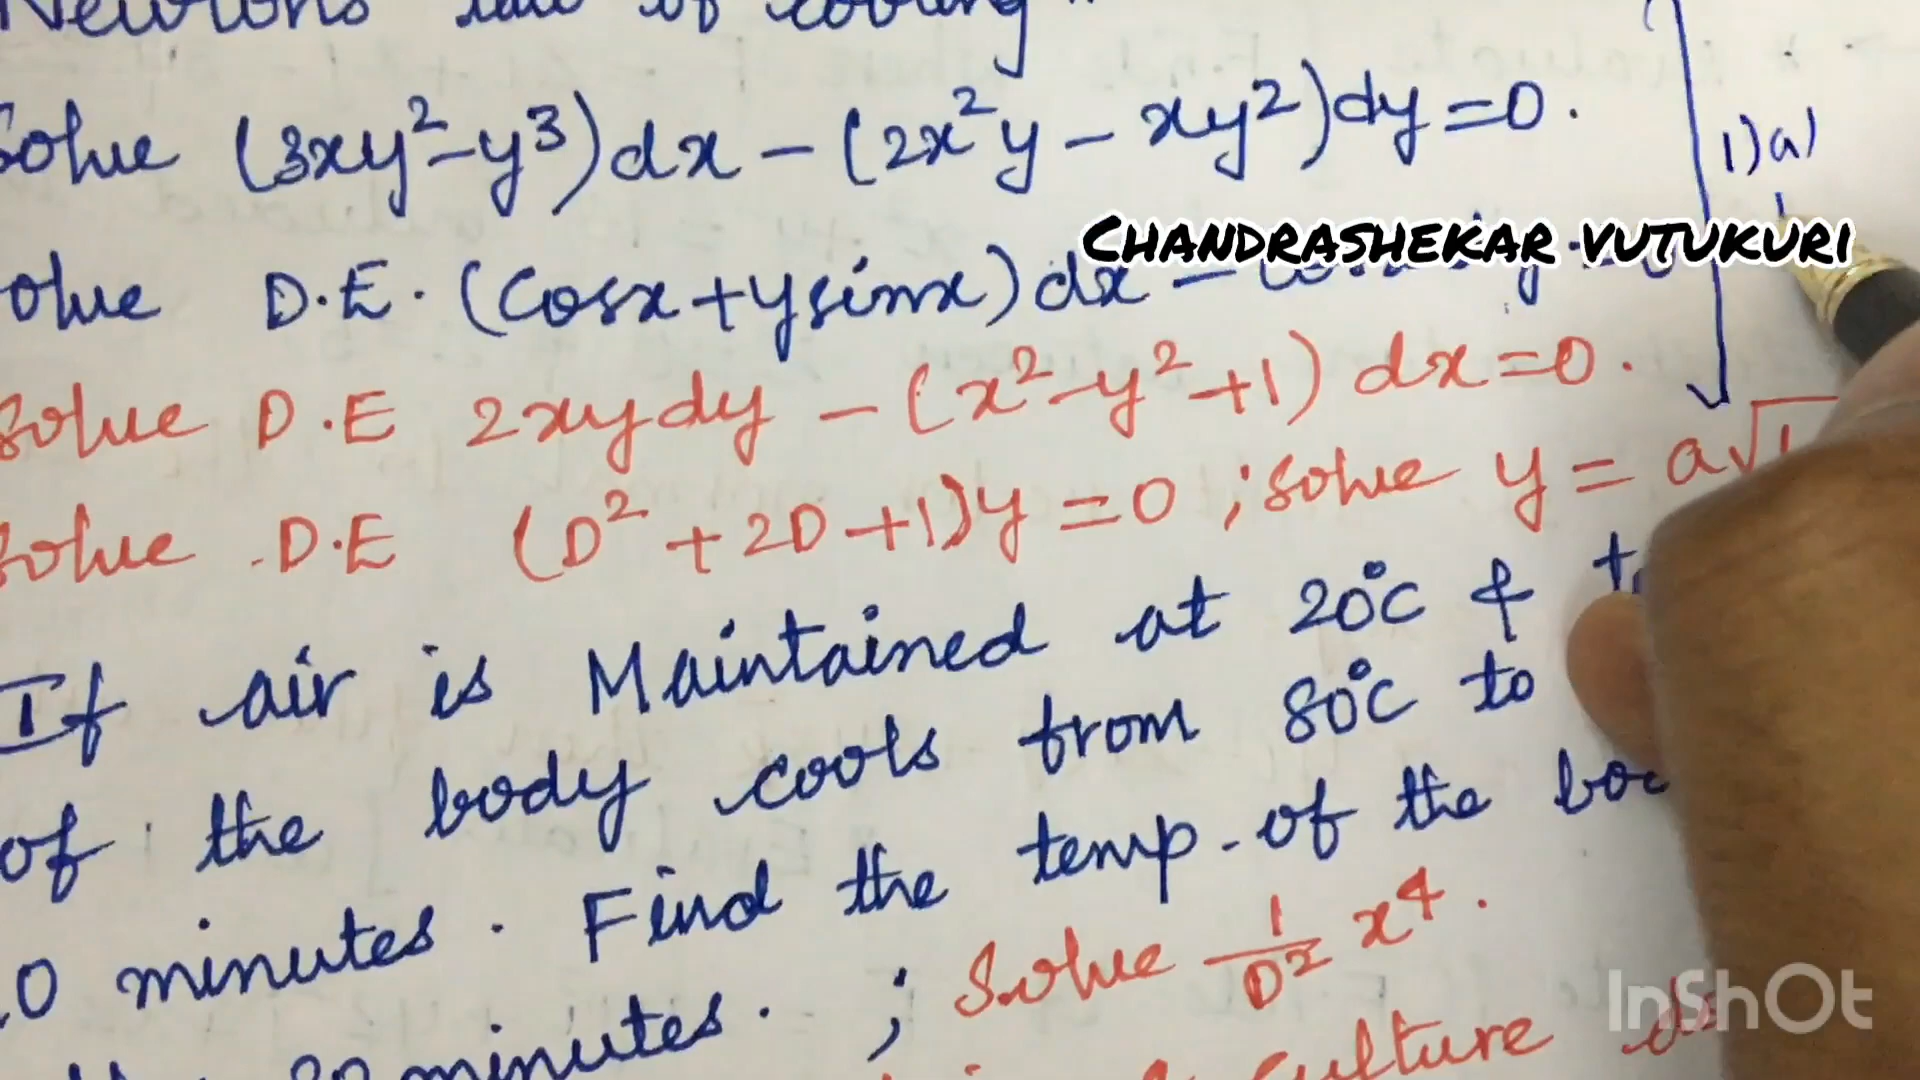 Newtons law of cooling"
Solve (3xy²-y³)dx - (2x²y - xy²)dy = 0.
1)a)
CHANDRASHEKAR VUTUKURI
Solve D.E. (Cosx+ysinx)dx -
Solve D.E 2xydy - (x²-y²+1) dx = 0.
Solve D.E (D² + 2D + 1)y = 0 ; solve y = a√1
If air is Maintained at 20°C &
of the body cools from 80°C to
minutes. Find the temp. of the
minutes. ; Solve 1/D² x⁴.
culture
InShOt